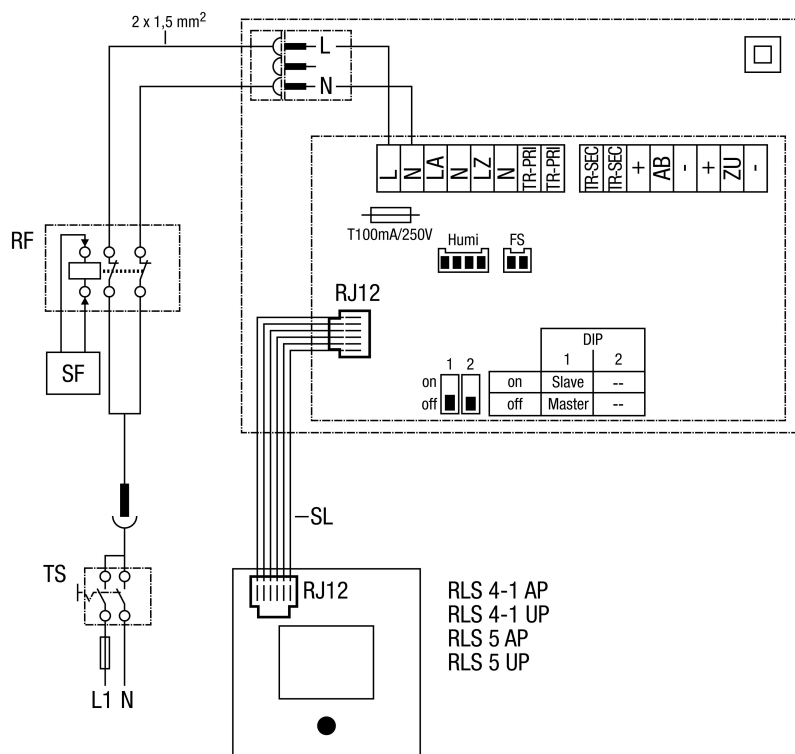 2 x 1,5 mm²
L
N
L
N
LA
N
LZ
N
TR-PRI
TR-PRI
TR-SEC
TR-SEC
+
AB
-
+
ZU
-
T100mA/250V
Humi
FS
RF
SF
RJ12
1 2
on
off
DIP
1 2
on Slave --
off Master --
SL
TS
RJ12
L1 N
RLS 4-1 AP
RLS 4-1 UP
RLS 5 AP
RLS 5 UP